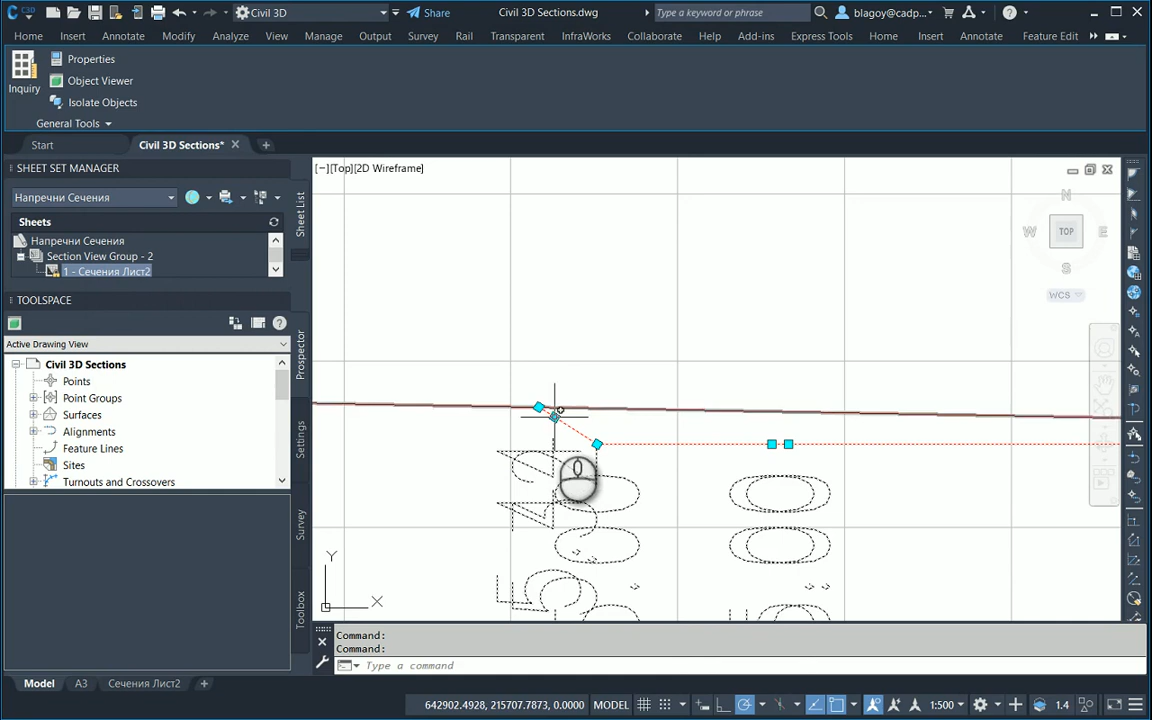 C3D Civil 3D Share Civil 3D Sections.dwg Type a keyword or phrase blagoy@cadp...
Home Insert Annotate Modify Analyze View Manage Output Survey Rail Transparent InfraWorks Collaborate Help Add-ins Express Tools Home Insert Annotate Feature Edit
Properties
Object Viewer
Inquiry
Isolate Objects
General Tools
Start Civil 3D Sections*
SHEET SET MANAGER
[−][Top][2D Wireframe]
Напречни Сечения
Sheets
Напречни Сечения
Section View Group - 2
1 - Сечения Лист2
Sheet List
N
W TOP E
S
WCS
TOOLSPACE
Active Drawing View
Civil 3D Sections
Points
Point Groups
Surfaces
Alignments
Feature Lines
Sites
Turnouts and Crossovers
Prospector
Settings
Survey
Toolbox
Y
X
Command:
Command:
Type a command
Model A3 Сечения Лист2
642902.4928, 215707.7873, 0.0000 MODEL 1:500 1.4